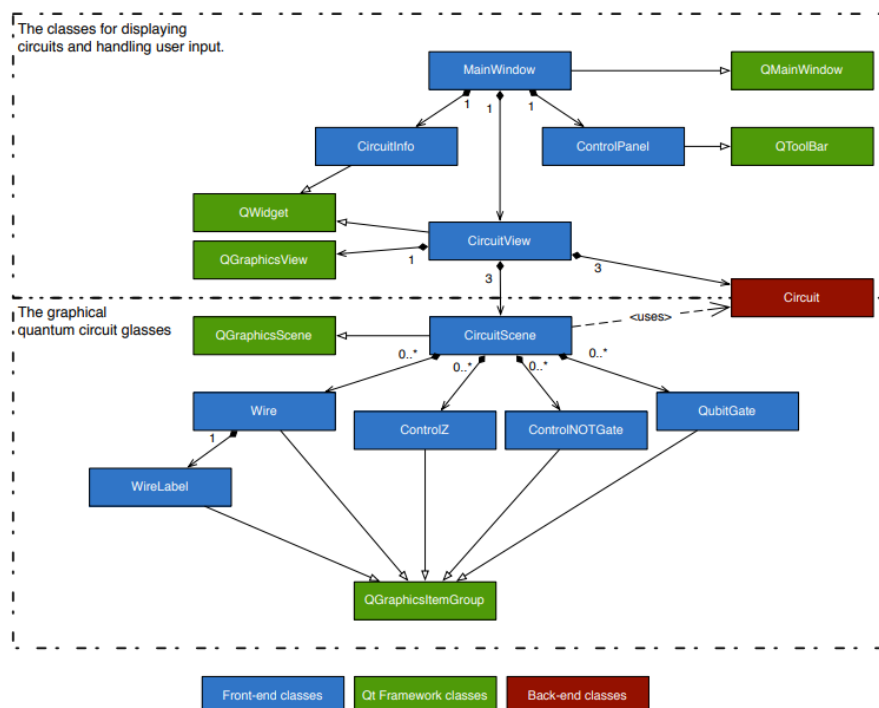 The classes for displaying
circuits and handling user input.
MainWindow
QMainWindow
1
1
1
CircuitInfo
ControlPanel
QToolBar
QWidget
CircuitView
QGraphicsView
1
3
3
Circuit
The graphical
quantum circuit glasses
QGraphicsScene
CircuitScene
<uses>
0..*
0..*
0..*
0..*
Wire
ControlZ
ControlNOTGate
QubitGate
1
WireLabel
QGraphicsItemGroup
Front-end classes
Qt Framework classes
Back-end classes